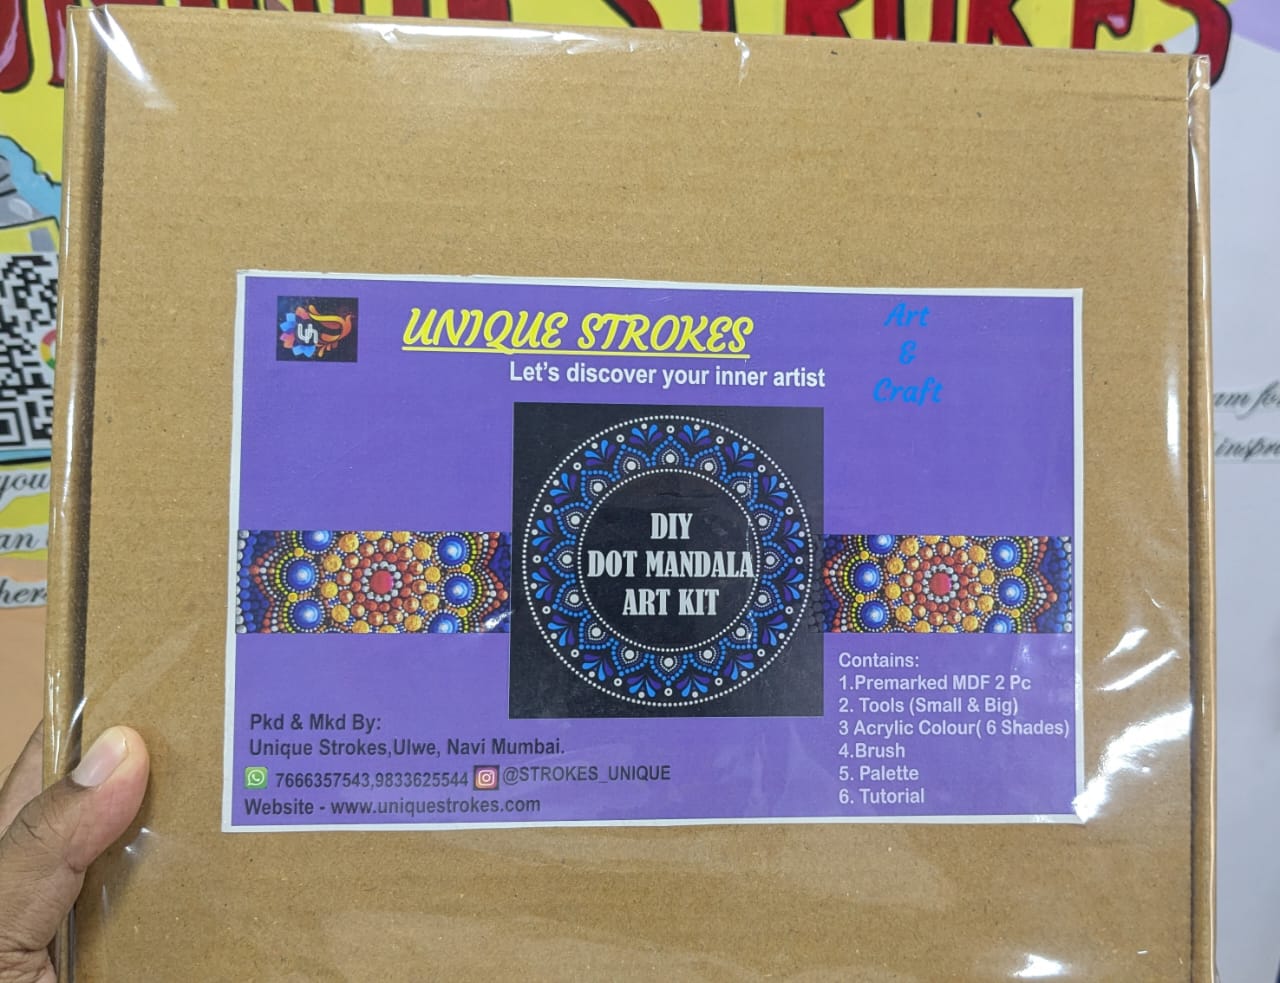 STROKES
UNIQUE STROKES
Let's discover your inner artist
Art
&
Craft
DIY
DOT MANDALA
ART KIT
Contains:
1.Premarked MDF 2 Pc
2. Tools (Small & Big)
3 Acrylic Colour( 6 Shades)
4.Brush
5. Palette
6. Tutorial
Pkd & Mkd By:
Unique Strokes,Ulwe, Navi Mumbai.
7666357543,9833625544 @STROKES_UNIQUE
Website - www.uniquestrokes.com
you